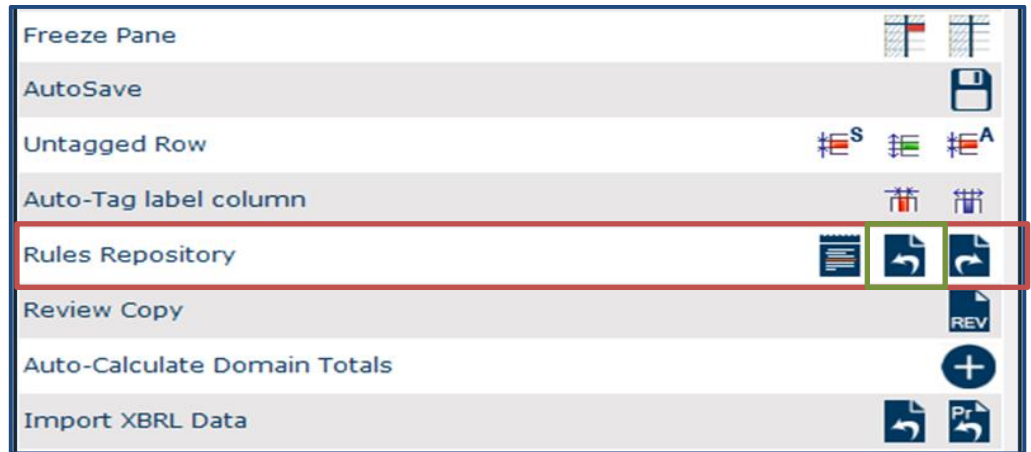 Freeze Pane
AutoSave
Untagged Row S A
Auto-Tag label column
Rules Repository
Review Copy REV
Auto-Calculate Domain Totals
Import XBRL Data Pr